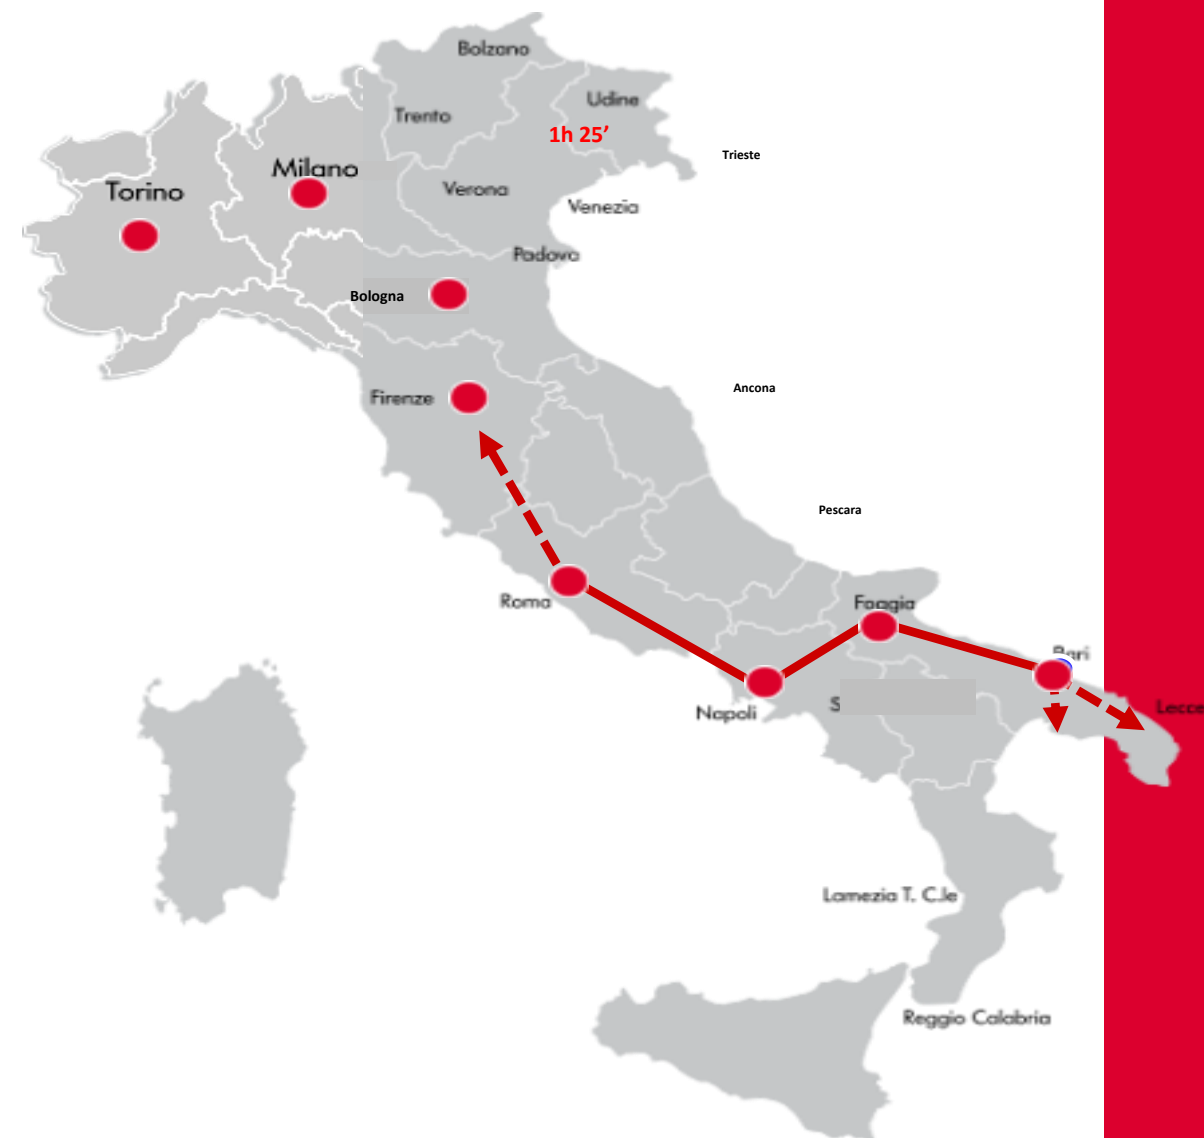 Bolzano
Udine
Trento
1h 25’
Trieste
Milano
Torino
Verona
Venezia
Padova
Bologna
Ancona
Firenze
Pescara
Roma
Foggia
Bari
Napoli
S
Lecce
Lamezia T. C.le
Reggio Calabria